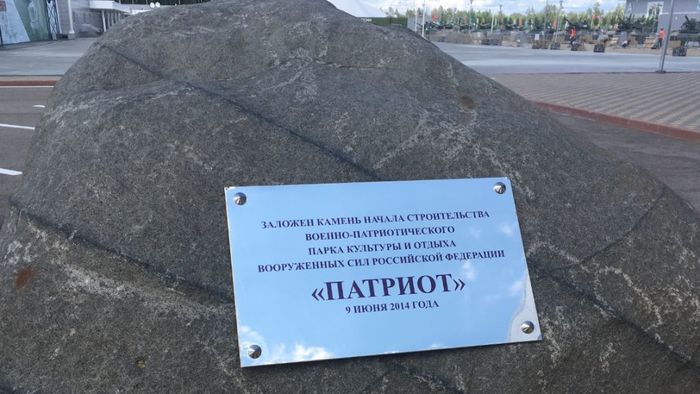 ЗАЛОЖЕН КАМЕНЬ НАЧАЛА СТРОИТЕЛЬСТВА
ВОЕННО-ПАТРИОТИЧЕСКОГО
ПАРКА КУЛЬТУРЫ И ОТДЫХА
ВООРУЖЕННЫХ СИЛ РОССИЙСКОЙ ФЕДЕРАЦИИ
«ПАТРИОТ»
9 ИЮНЯ 2014 ГОДА